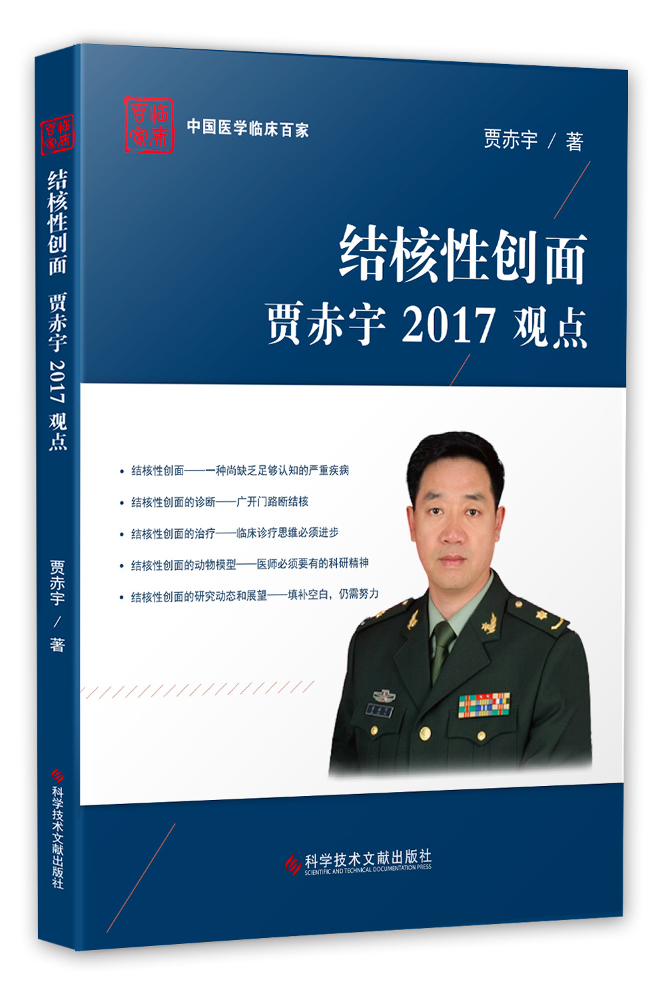 临床
百家
结核性创面 贾赤宇 2017 观点
贾赤宇 / 著
科学技术文献出版社
临床
百家
中国医学临床百家
贾赤宇 / 著
结核性创面
贾赤宇 2017 观点
• 结核性创面——一种尚缺乏足够认知的严重疾病
• 结核性创面的诊断——广开门路断结核
• 结核性创面的治疗——临床诊疗思维必须进步
• 结核性创面的动物模型——医师必须要有的科研精神
• 结核性创面的研究动态和展望——填补空白，仍需努力
科学技术文献出版社
SCIENTIFIC AND TECHNICAL DOCUMENTATION PRESS